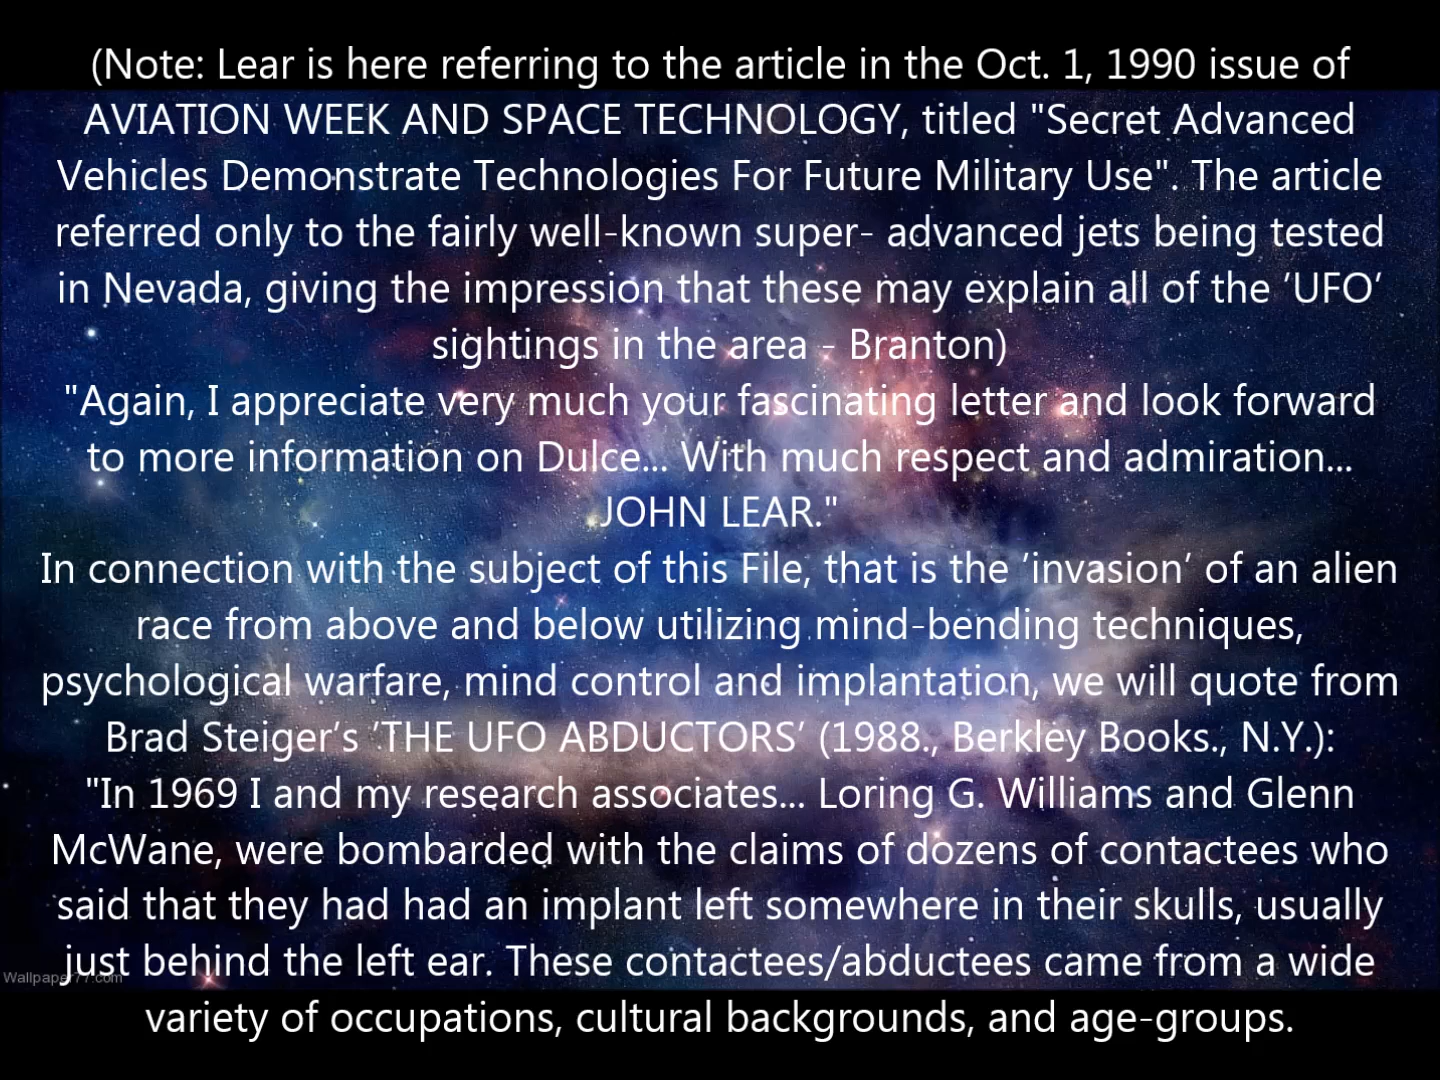 (Note: Lear is here referring to the article in the Oct. 1, 1990 issue of
AVIATION WEEK AND SPACE TECHNOLOGY, titled "Secret Advanced
Vehicles Demonstrate Technologies For Future Military Use". The article
referred only to the fairly well-known super- advanced jets being tested
in Nevada, giving the impression that these may explain all of the ‘UFO’
sightings in the area - Branton)
"Again, I appreciate very much your fascinating letter and look forward
to more information on Dulce... With much respect and admiration...
JOHN LEAR."
In connection with the subject of this File, that is the ‘invasion’ of an alien
race from above and below utilizing mind-bending techniques,
psychological warfare, mind control and implantation, we will quote from
Brad Steiger’s ‘THE UFO ABDUCTORS’ (1988., Berkley Books., N.Y.):
"In 1969 I and my research associates... Loring G. Williams and Glenn
McWane, were bombarded with the claims of dozens of contactees who
said that they had had an implant left somewhere in their skulls, usually
just behind the left ear. These contactees/abductees came from a wide
Wallpaper77.com
variety of occupations, cultural backgrounds, and age-groups.